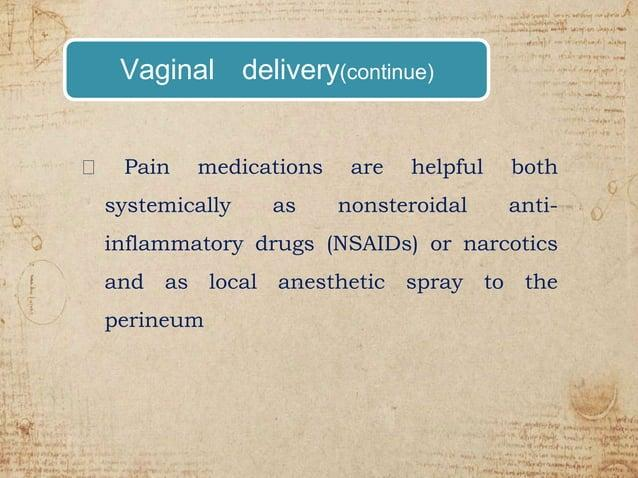 Vaginal delivery(continue)
Pain medications are helpful both
systemically as nonsteroidal anti-
inflammatory drugs (NSAIDs) or narcotics
and as local anesthetic spray to the
perineum